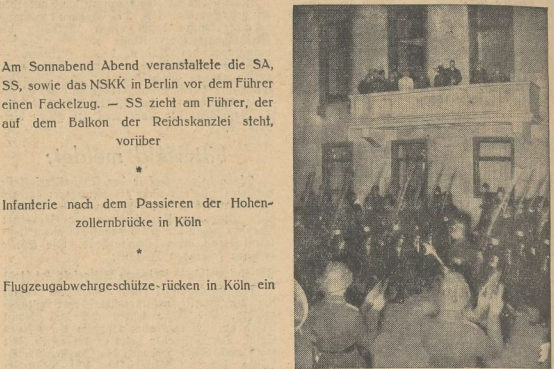 Am Sonnabend Abend veranstaltete die SA,
SS, sowie das NSKK in Berlin vor dem Führer
einen Fackelzug. — SS zieht am Führer, der
auf dem Balkon der Reichskanzlei steht,
vorüber
*
Infanterie nach dem Passieren der Hohen-
zollernbrücke in Köln
*
Flugzeugabwehrgeschütze rücken in Köln ein